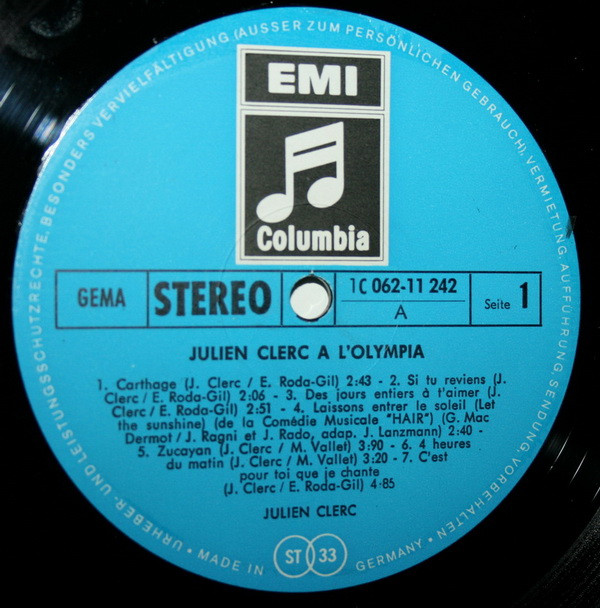 EMI
Columbia
GEMA
STEREO
1C 062-11 242
A
Seite 1
JULIEN CLERC A L'OLYMPIA
1. Carthage (J. Clerc / E. Roda-Gil) 2:43 - 2. Si tu reviens (J.
Clerc / E. Roda-Gil) 2:06 - 3. Des jours entiers à t'aimer (J.
Clerc / E. Roda-Gil) 2:51 - 4. Laissons entrer le soleil (Let
the sunshine) (de la Comédie Musicale "HAIR") (G. Mac
Dermot / J. Ragni et J. Rado, adap. J. Lanzmann) 2:40 -
5. Zucayan (J. Clerc / M. Vallet) 3:90 - 6. 4 heures
du matin (J. Clerc / M. Vallet) 3:20 - 7. C'est
pour toi que je chante
(J. Clerc / E. Roda-Gil) 4·85
JULIEN CLERC
ST 33
URHEBER- UND LEISTUNGSSCHUTZRECHTE, BESONDERS VERVIELFÄLTIGUNG (AUSSER ZUM PERSÖNLICHEN GEBRAUCH), VERMIETUNG, AUFFÜHRUNG, SENDUNG, VORBEHALTEN • MADE IN GERMANY •